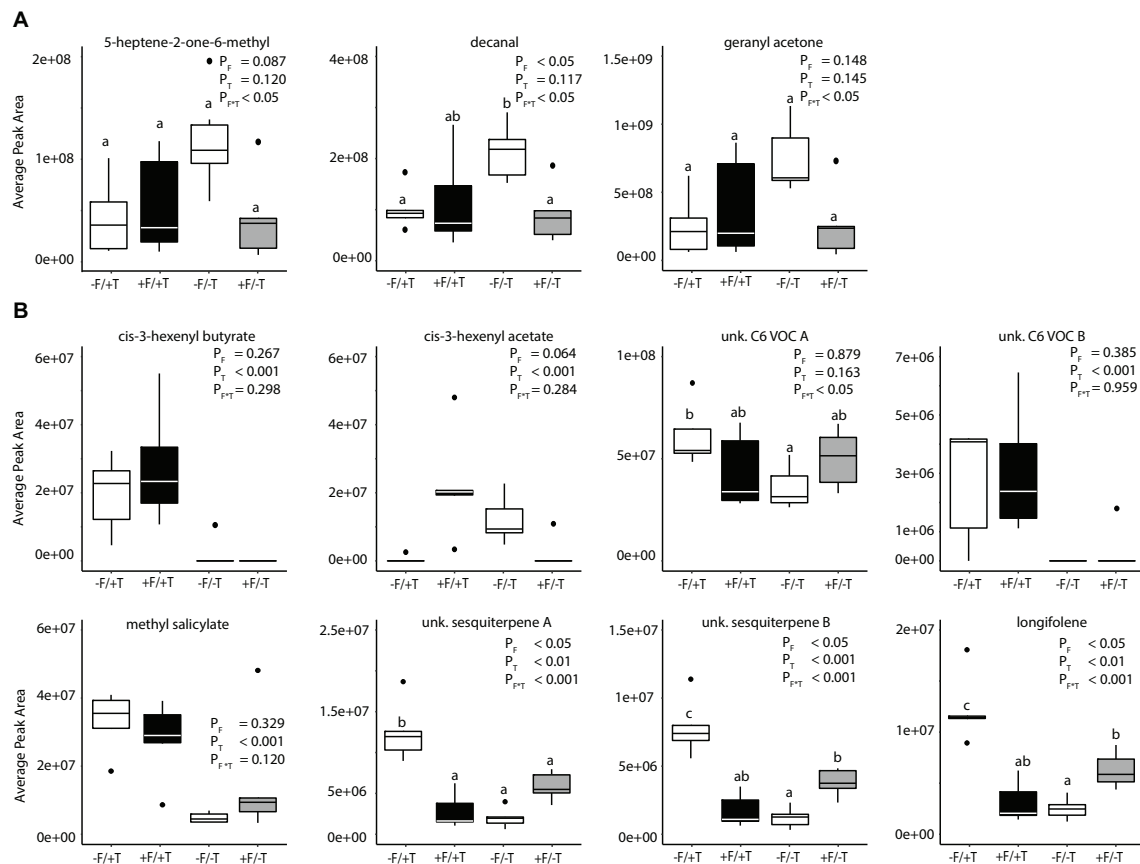 A
5-heptene-2-one-6-methyl
decanal
geranyl acetone
Average Peak Area
2e+08
1e+08
0e+00
P_F = 0.087
P_T = 0.120
P_F*T < 0.05
a
a
a
a
-F/+T +F/+T -F/-T +F/-T
4e+08
2e+08
0e+00
P_F < 0.05
P_T = 0.117
P_F*T < 0.05
a
ab
b
a
-F/+T +F/+T -F/-T +F/-T
1.5e+09
1e+09
5e+08
0e+00
P_F = 0.148
P_T = 0.145
P_F*T < 0.05
a
a
a
a
-F/+T +F/+T -F/-T +F/-T
B
cis-3-hexenyl butyrate
cis-3-hexenyl acetate
unk. C6 VOC A
unk. C6 VOC B
Average Peak Area
6e+07
4e+07
2e+07
0e+00
P_F = 0.267
P_T < 0.001
P_F*T = 0.298
-F/+T +F/+T -F/-T +F/-T
6e+07
4e+07
2e+07
0e+00
P_F = 0.064
P_T < 0.001
P_F*T = 0.284
-F/+T +F/+T -F/-T +F/-T
1e+08
5e+07
0e+00
P_F = 0.879
P_T = 0.163
P_F*T < 0.05
b
ab
a
ab
-F/+T +F/+T -F/-T +F/-T
7e+06
6e+06
4e+06
3e+06
1e+06
0e+00
P_F = 0.385
P_T < 0.001
P_F*T = 0.959
-F/+T +F/+T -F/-T +F/-T
methyl salicylate
unk. sesquiterpene A
unk. sesquiterpene B
longifolene
Average Peak Area
6e+07
4e+07
2e+07
0e+00
P_F = 0.329
P_T < 0.001
P_F*T = 0.120
-F/+T +F/+T -F/-T +F/-T
2.5e+07
1.5e+07
5e+06
0e+00
P_F < 0.05
P_T < 0.01
P_F*T < 0.001
b
a
a
a
-F/+T +F/+T -F/-T +F/-T
1.5e+07
1e+07
5e+06
0e+00
P_F < 0.05
P_T < 0.001
P_F*T < 0.001
c
ab
a
b
-F/+T +F/+T -F/-T +F/-T
2e+07
1e+07
0e+00
P_F < 0.05
P_T < 0.01
P_F*T < 0.001
c
ab
a
b
-F/+T +F/+T -F/-T +F/-T